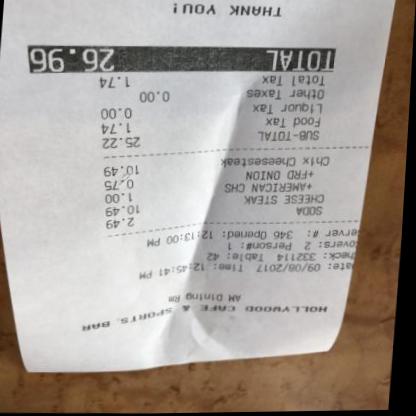 HOLLYWOOD CAFE & SPORTS. BAR
AM Dining Rm
ate: 09/08/2017 Time: 12:45:41 PM
heck: 332114 Table: 42
overs: 2 Person#: 1
erver #: 346 Opened: 12:13:00 PM
SODA 2.49
CHEESE STEAK 10.49
+AMERICAN CHS 1.00
+FRD ONION 0.75
Chix Cheesesteak 10.49
SUB-TOTAL 25.22
Food Tax 1.74
Liquor Tax 0.00
Other Taxes 0.00
Total Tax 1.74
TOTAL 26.96
THANK YOU!